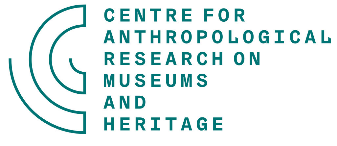 CENTRE FOR
ANTHROPOLOGICAL
RESEARCH ON
MUSEUMS
AND
HERITAGE